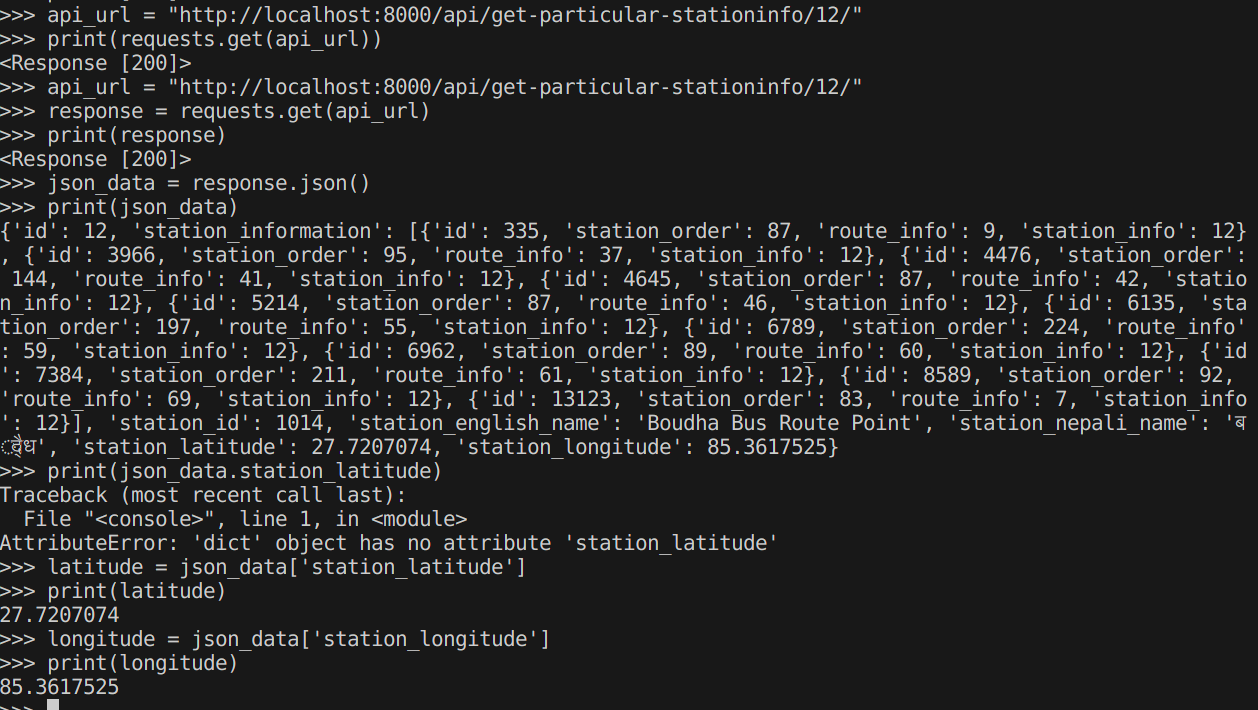 >>> api_url = "http://localhost:8000/api/get-particular-stationinfo/12/"
>>> print(requests.get(api_url))
<Response [200]>
>>> api_url = "http://localhost:8000/api/get-particular-stationinfo/12/"
>>> response = requests.get(api_url)
>>> print(response)
<Response [200]>
>>> json_data = response.json()
>>> print(json_data)
{'id': 12, 'station_information': [{'id': 335, 'station_order': 87, 'route_info': 9, 'station_info': 12}
, {'id': 3966, 'station_order': 95, 'route_info': 37, 'station_info': 12}, {'id': 4476, 'station_order':
 144, 'route_info': 41, 'station_info': 12}, {'id': 4645, 'station_order': 87, 'route_info': 42, 'statio
n_info': 12}, {'id': 5214, 'station_order': 87, 'route_info': 46, 'station_info': 12}, {'id': 6135, 'sta
tion_order': 197, 'route_info': 55, 'station_info': 12}, {'id': 6789, 'station_order': 224, 'route_info'
: 59, 'station_info': 12}, {'id': 6962, 'station_order': 89, 'route_info': 60, 'station_info': 12}, {'id
': 7384, 'station_order': 211, 'route_info': 61, 'station_info': 12}, {'id': 8589, 'station_order': 92,
'route_info': 69, 'station_info': 12}, {'id': 13123, 'station_order': 83, 'route_info': 7, 'station_info
': 12}], 'station_id': 1014, 'station_english_name': 'Boudha Bus Route Point', 'station_nepali_name': 'ब
', 'station_latitude': 27.7207074, 'station_longitude': 85.3617525}
>>> print(json_data.station_latitude)
Traceback (most recent call last):
  File "<console>", line 1, in <module>
AttributeError: 'dict' object has no attribute 'station_latitude'
>>> latitude = json_data['station_latitude']
>>> print(latitude)
27.7207074
>>> longitude = json_data['station_longitude']
>>> print(longitude)
85.3617525
>>>